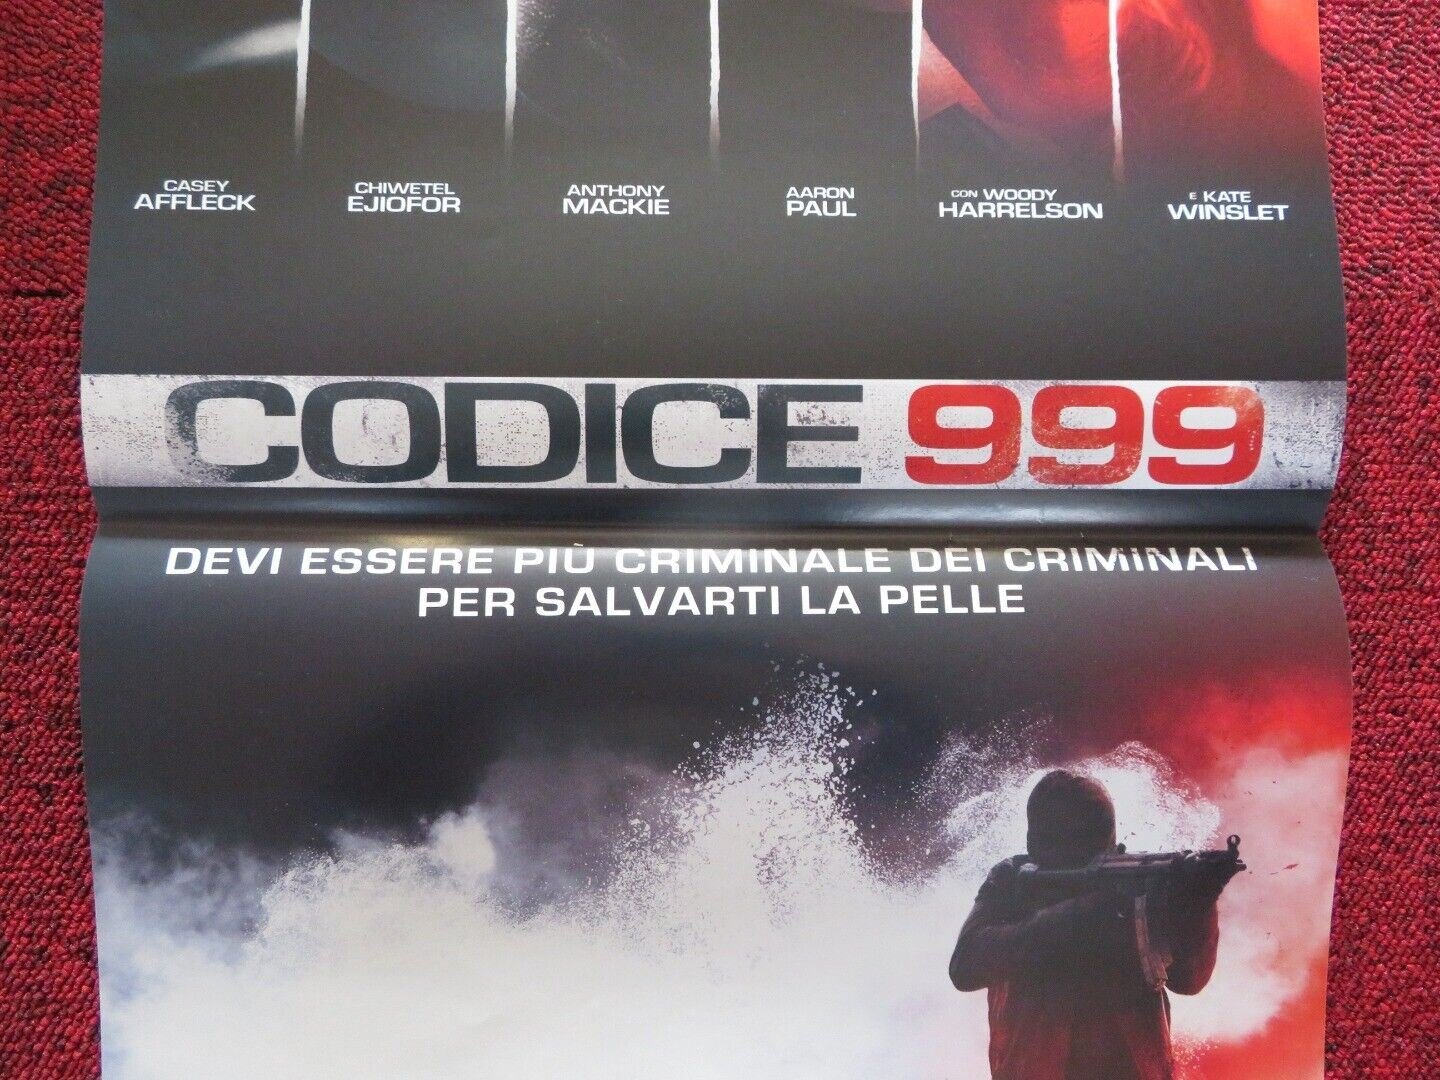 CASEY
AFFLECK
CHIWETEL
EJIOFOR
ANTHONY
MACKIE
AARON
PAUL
CON WOODY
HARRELSON
E KATE
WINSLET
CODICE 999
DEVI ESSERE PIÙ CRIMINALE DEI CRIMINALI
PER SALVARTI LA PELLE